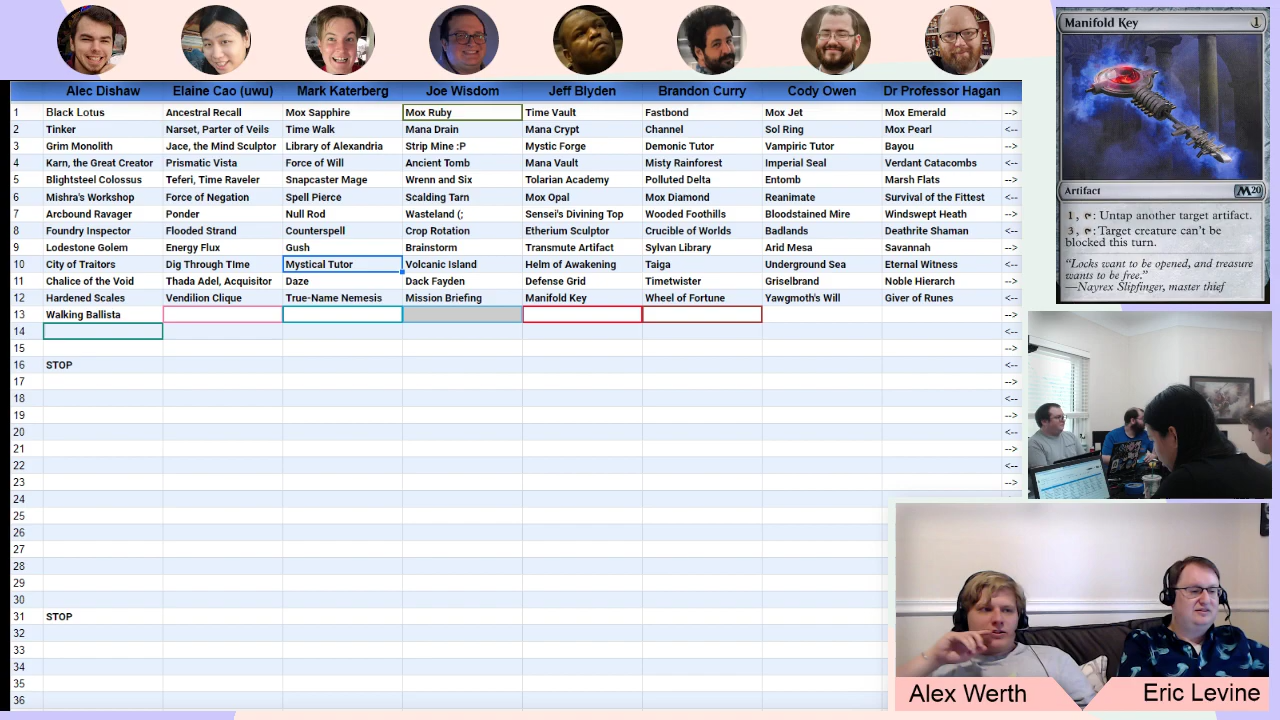 Alec Dishaw Elaine Cao (uwu) Mark Katerberg Joe Wisdom Jeff Blyden Brandon Curry Cody Owen Dr Professor Hagan
1 Black Lotus Ancestral Recall Mox Sapphire Mox Ruby Time Vault Fastbond Mox Jet Mox Emerald -->
2 Tinker Narset, Parter of Veils Time Walk Mana Drain Mana Crypt Channel Sol Ring Mox Pearl <--
3 Grim Monolith Jace, the Mind Sculptor Library of Alexandria Strip Mine :P Mystic Forge Demonic Tutor Vampiric Tutor Bayou -->
4 Karn, the Great Creator Prismatic Vista Force of Will Ancient Tomb Mana Vault Misty Rainforest Imperial Seal Verdant Catacombs <--
5 Blightsteel Colossus Teferi, Time Raveler Snapcaster Mage Wrenn and Six Tolarian Academy Polluted Delta Entomb Marsh Flats -->
6 Mishra's Workshop Force of Negation Spell Pierce Scalding Tarn Mox Opal Mox Diamond Reanimate Survival of the Fittest <--
7 Arcbound Ravager Ponder Null Rod Wasteland (; Sensei's Divining Top Wooded Foothills Bloodstained Mire Windswept Heath -->
8 Foundry Inspector Flooded Strand Counterspell Crop Rotation Etherium Sculptor Crucible of Worlds Badlands Deathrite Shaman <--
9 Lodestone Golem Energy Flux Gush Brainstorm Transmute Artifact Sylvan Library Arid Mesa Savannah -->
10 City of Traitors Dig Through TIme Mystical Tutor Volcanic Island Helm of Awakening Taiga Underground Sea Eternal Witness <--
11 Chalice of the Void Thada Adel, Acquisitor Daze Dack Fayden Defense Grid Timetwister Griselbrand Noble Hierarch -->
12 Hardened Scales Vendilion Clique True-Name Nemesis Mission Briefing Manifold Key Wheel of Fortune Yawgmoth's Will Giver of Runes <--
13 Walking Ballista -->
14 <--
15 -->
16 STOP <--
17 -->
18 <--
19 -->
20 <--
21 -->
22 <--
23 -->
24
25
26
27
28
29
30
31 STOP
32
33
34
35
36
Manifold Key 1
Artifact M20
1, : Untap another target artifact.
3, : Target creature can't be
blocked this turn.
"Locks want to be opened, and treasure
wants to be free."
—Nayrex Slipfinger, master thief
Alex Werth
Eric Levine